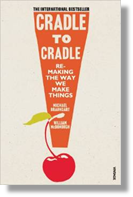 THE INTERNATIONAL BESTSELLER
CRADLE
TO
CRADLE
RE-
MAKING
THE WAY
WE
MAKE
THINGS
MICHAEL
BRAUNGART
WILLIAM
McDONOUGH